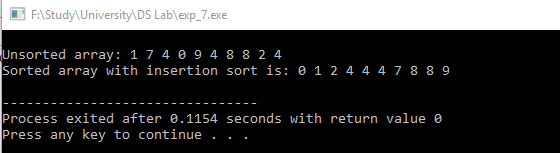 F:\Study\University\DS Lab\exp_7.exe
Unsorted array: 1 7 4 0 9 4 8 8 2 4
Sorted array with insertion sort is: 0 1 2 4 4 4 7 8 8 9
--------------------------------
Process exited after 0.1154 seconds with return value 0
Press any key to continue . . .